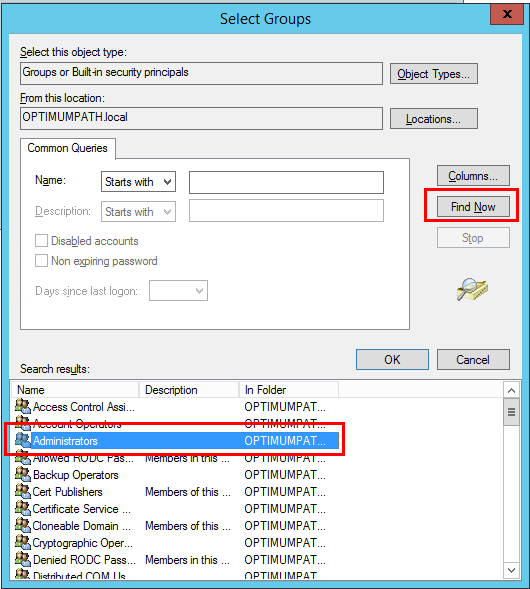 Select Groups
x
Select this object type:
Groups or Built-in security principals
Object Types...
From this location:
OPTIMUMPATH.local
Locations...
Common Queries
Name:
Starts with
Columns...
Description:
Starts with
Find Now
Disabled accounts
Stop
Non expiring password
Days since last logon:
OK
Cancel
Search results:
Name Description In Folder
Access Control Assi... OPTIMUMPAT...
Account Operators OPTIMUMPAT...
Administrators OPTIMUMPAT...
Allowed RODC Pas... Members in this ... OPTIMUMPAT...
Backup Operators OPTIMUMPAT...
Cert Publishers Members of this ... OPTIMUMPAT...
Certificate Service ... OPTIMUMPAT...
Cloneable Domain ... Members of this ... OPTIMUMPAT...
Cryptographic Oper... OPTIMUMPAT...
Denied RODC Pass... Members in this ... OPTIMUMPAT...
Distributed COM Us... OPTIMUMPAT...